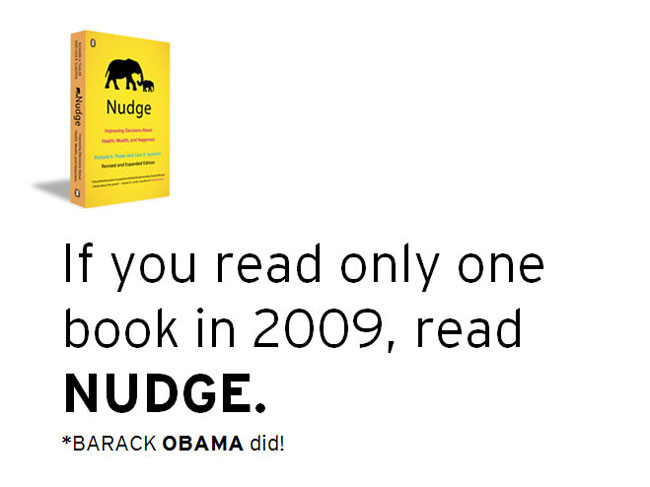 Nudge
Improving Decisions About
Health, Wealth, and Happiness
Richard H. Thaler and Cass R. Sunstein
Revised and Expanded Edition
Nudge
If you read only one
book in 2009, read
NUDGE.
*BARACK OBAMA did!